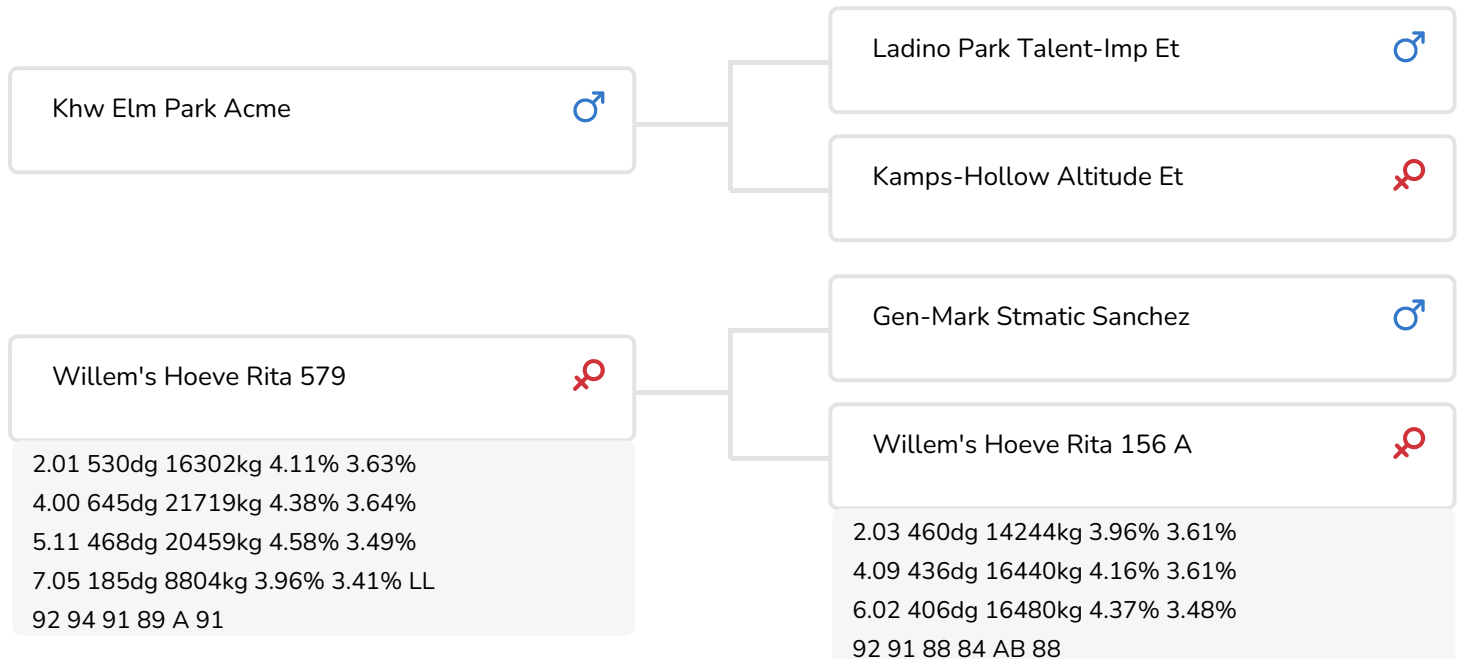 Ladino Park Talent-Imp Et
Khw Elm Park Acme
Kamps-Hollow Altitude Et
Gen-Mark Stmatic Sanchez
Willem's Hoeve Rita 579
2.01 530dg 16302kg 4.11% 3.63%
4.00 645dg 21719kg 4.38% 3.64%
5.11 468dg 20459kg 4.58% 3.49%
7.05 185dg 8804kg 3.96% 3.41% LL
92 94 91 89 A 91
Willem's Hoeve Rita 156 A
2.03 460dg 14244kg 3.96% 3.61%
4.09 436dg 16440kg 4.16% 3.61%
6.02 406dg 16480kg 4.37% 3.48%
92 91 88 84 AB 88